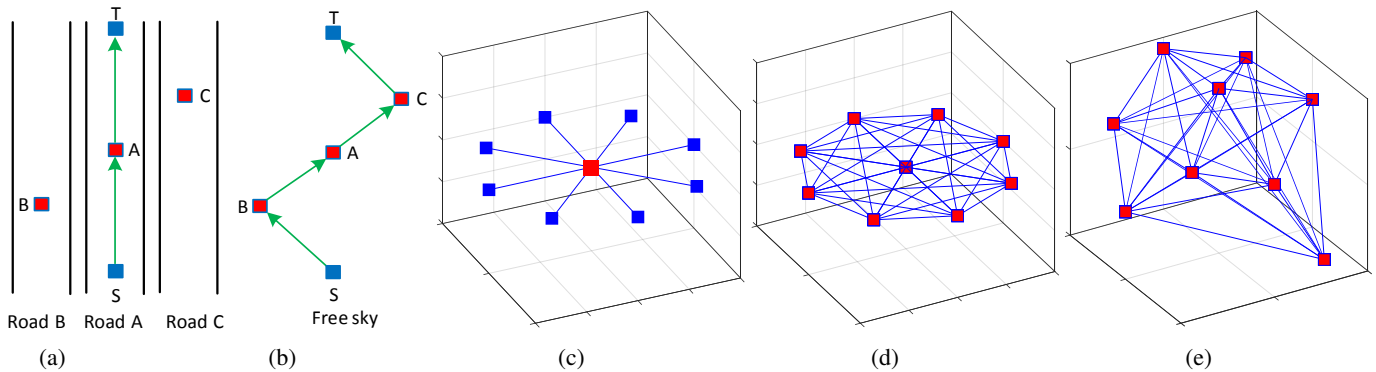 T
C
A
B
S
Road B
Road A
Road C
(a)
T
C
A
B
S
Free sky
(b)
(c)
(d)
(e)